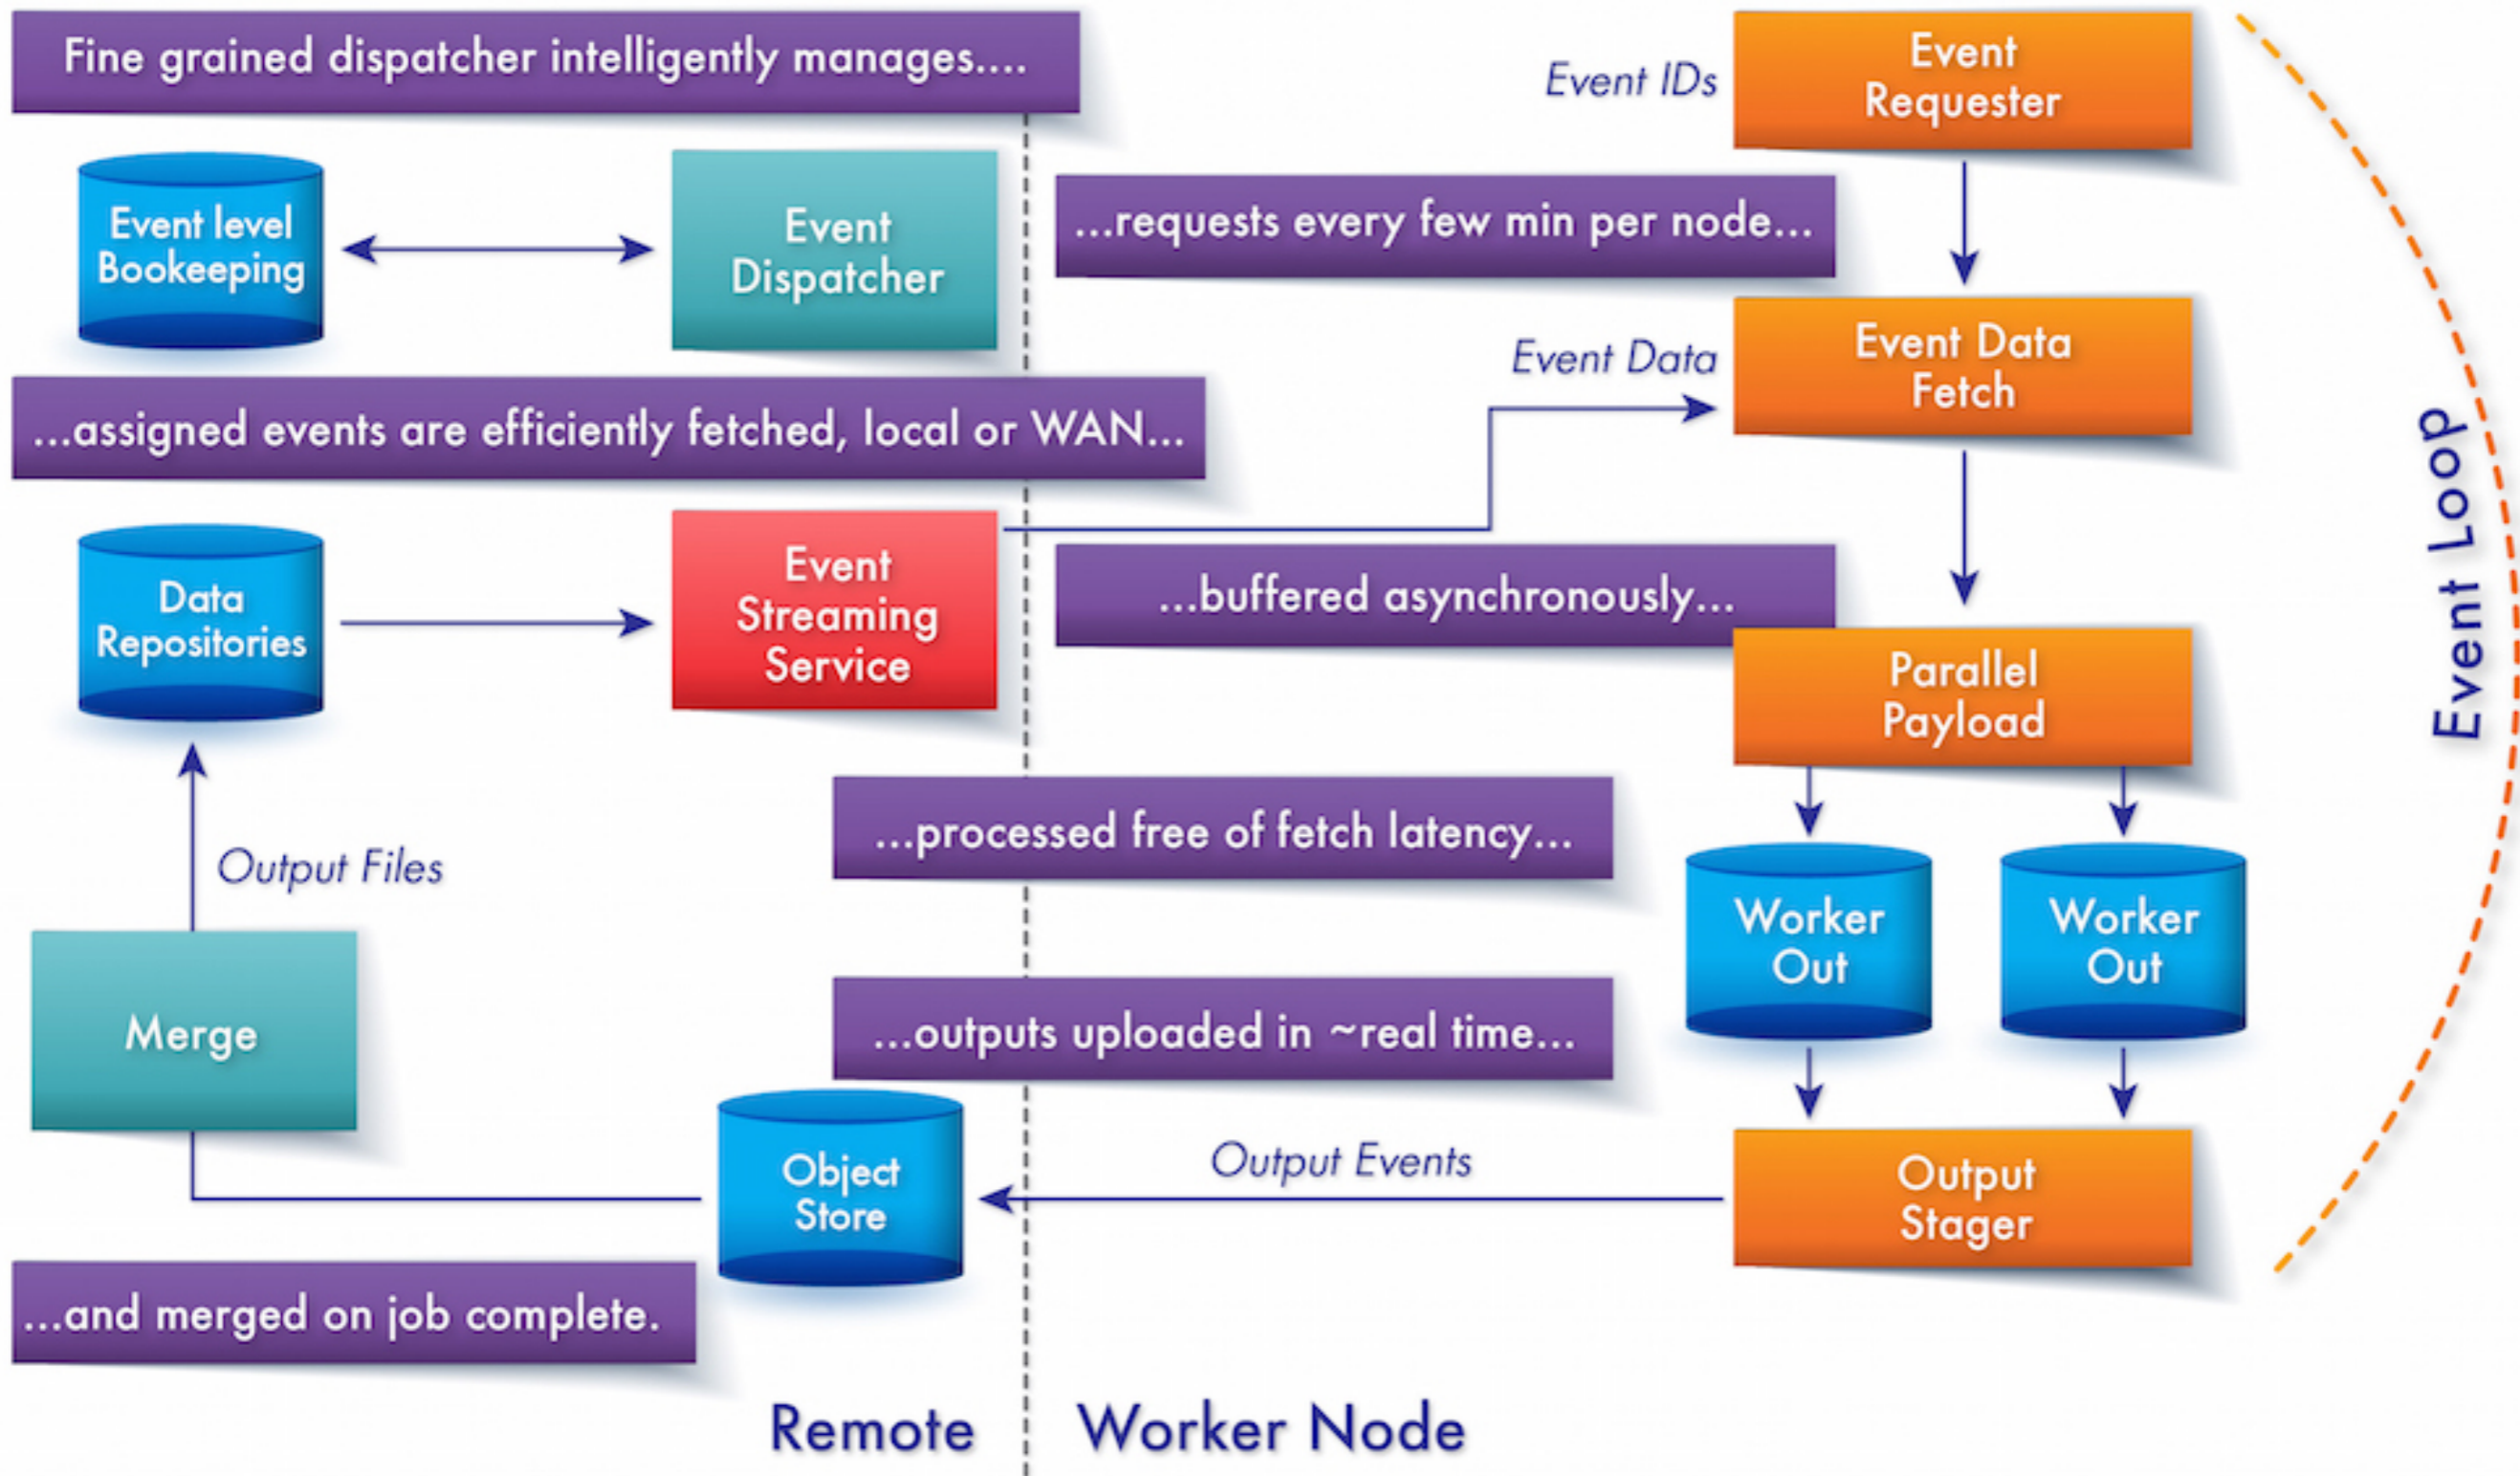 Fine grained dispatcher intelligently manages....
Event IDs
Event
Requester
Event level
Bookeeping
Event
Dispatcher
...requests every few min per node...
Event Data
Event Data
Fetch
...assigned events are efficiently fetched, local or WAN...
Data
Repositories
Event
Streaming
Service
...buffered asynchronously...
Parallel
Payload
Event Loop
...processed free of fetch latency...
Output Files
Worker
Out
Worker
Out
Merge
...outputs uploaded in ~real time...
Object
Store
Output Events
Output
Stager
...and merged on job complete.
Remote
Worker Node